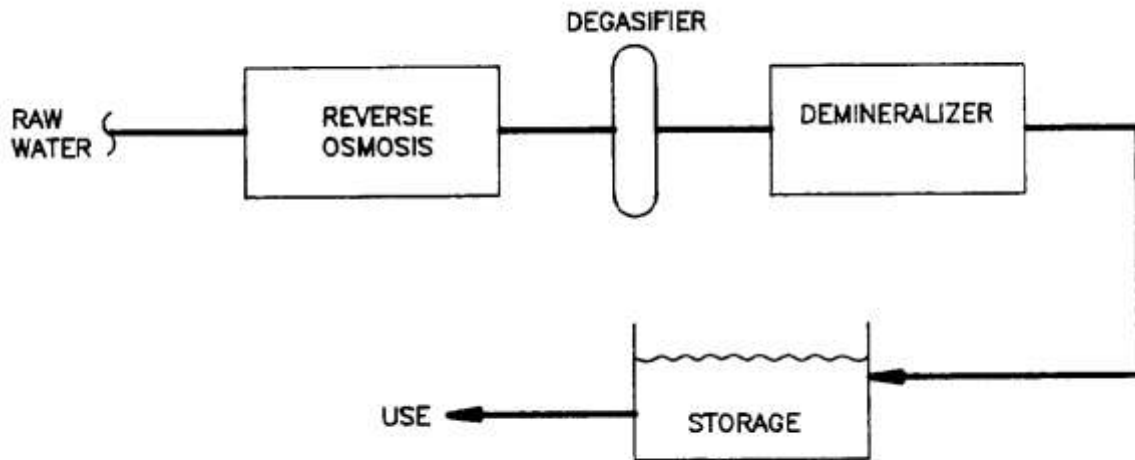 DEGASIFIER
RAW
WATER
REVERSE
OSMOSIS
DEMINERALIZER
USE
STORAGE